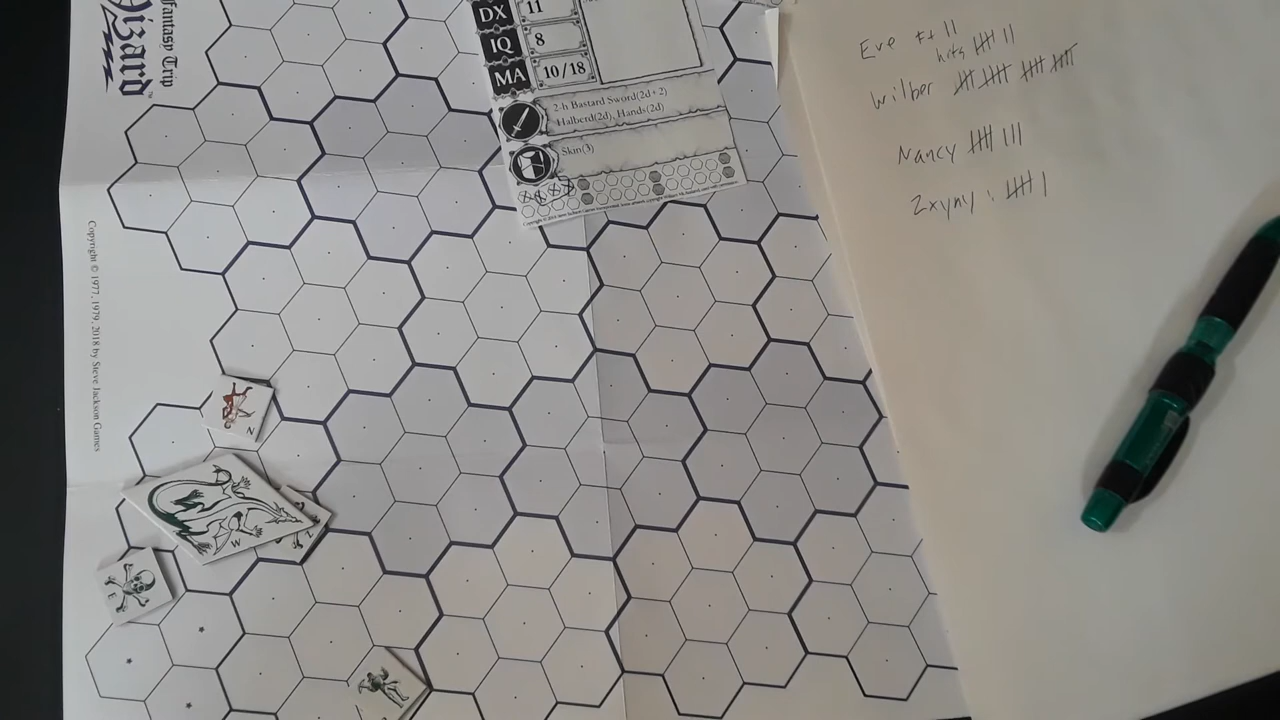 Fantasy Trip
Wizard™
Copyright © 1977, 1979, 2018 by Steve Jackson Games
DX 11
IQ 8
MA 10/18
2-h Bastard Sword(2d+2)
Halberd(2d), Hands(2d)
Skin(3)
N
W
E
Eve
hits
Wilber
Nancy
Zxyny :